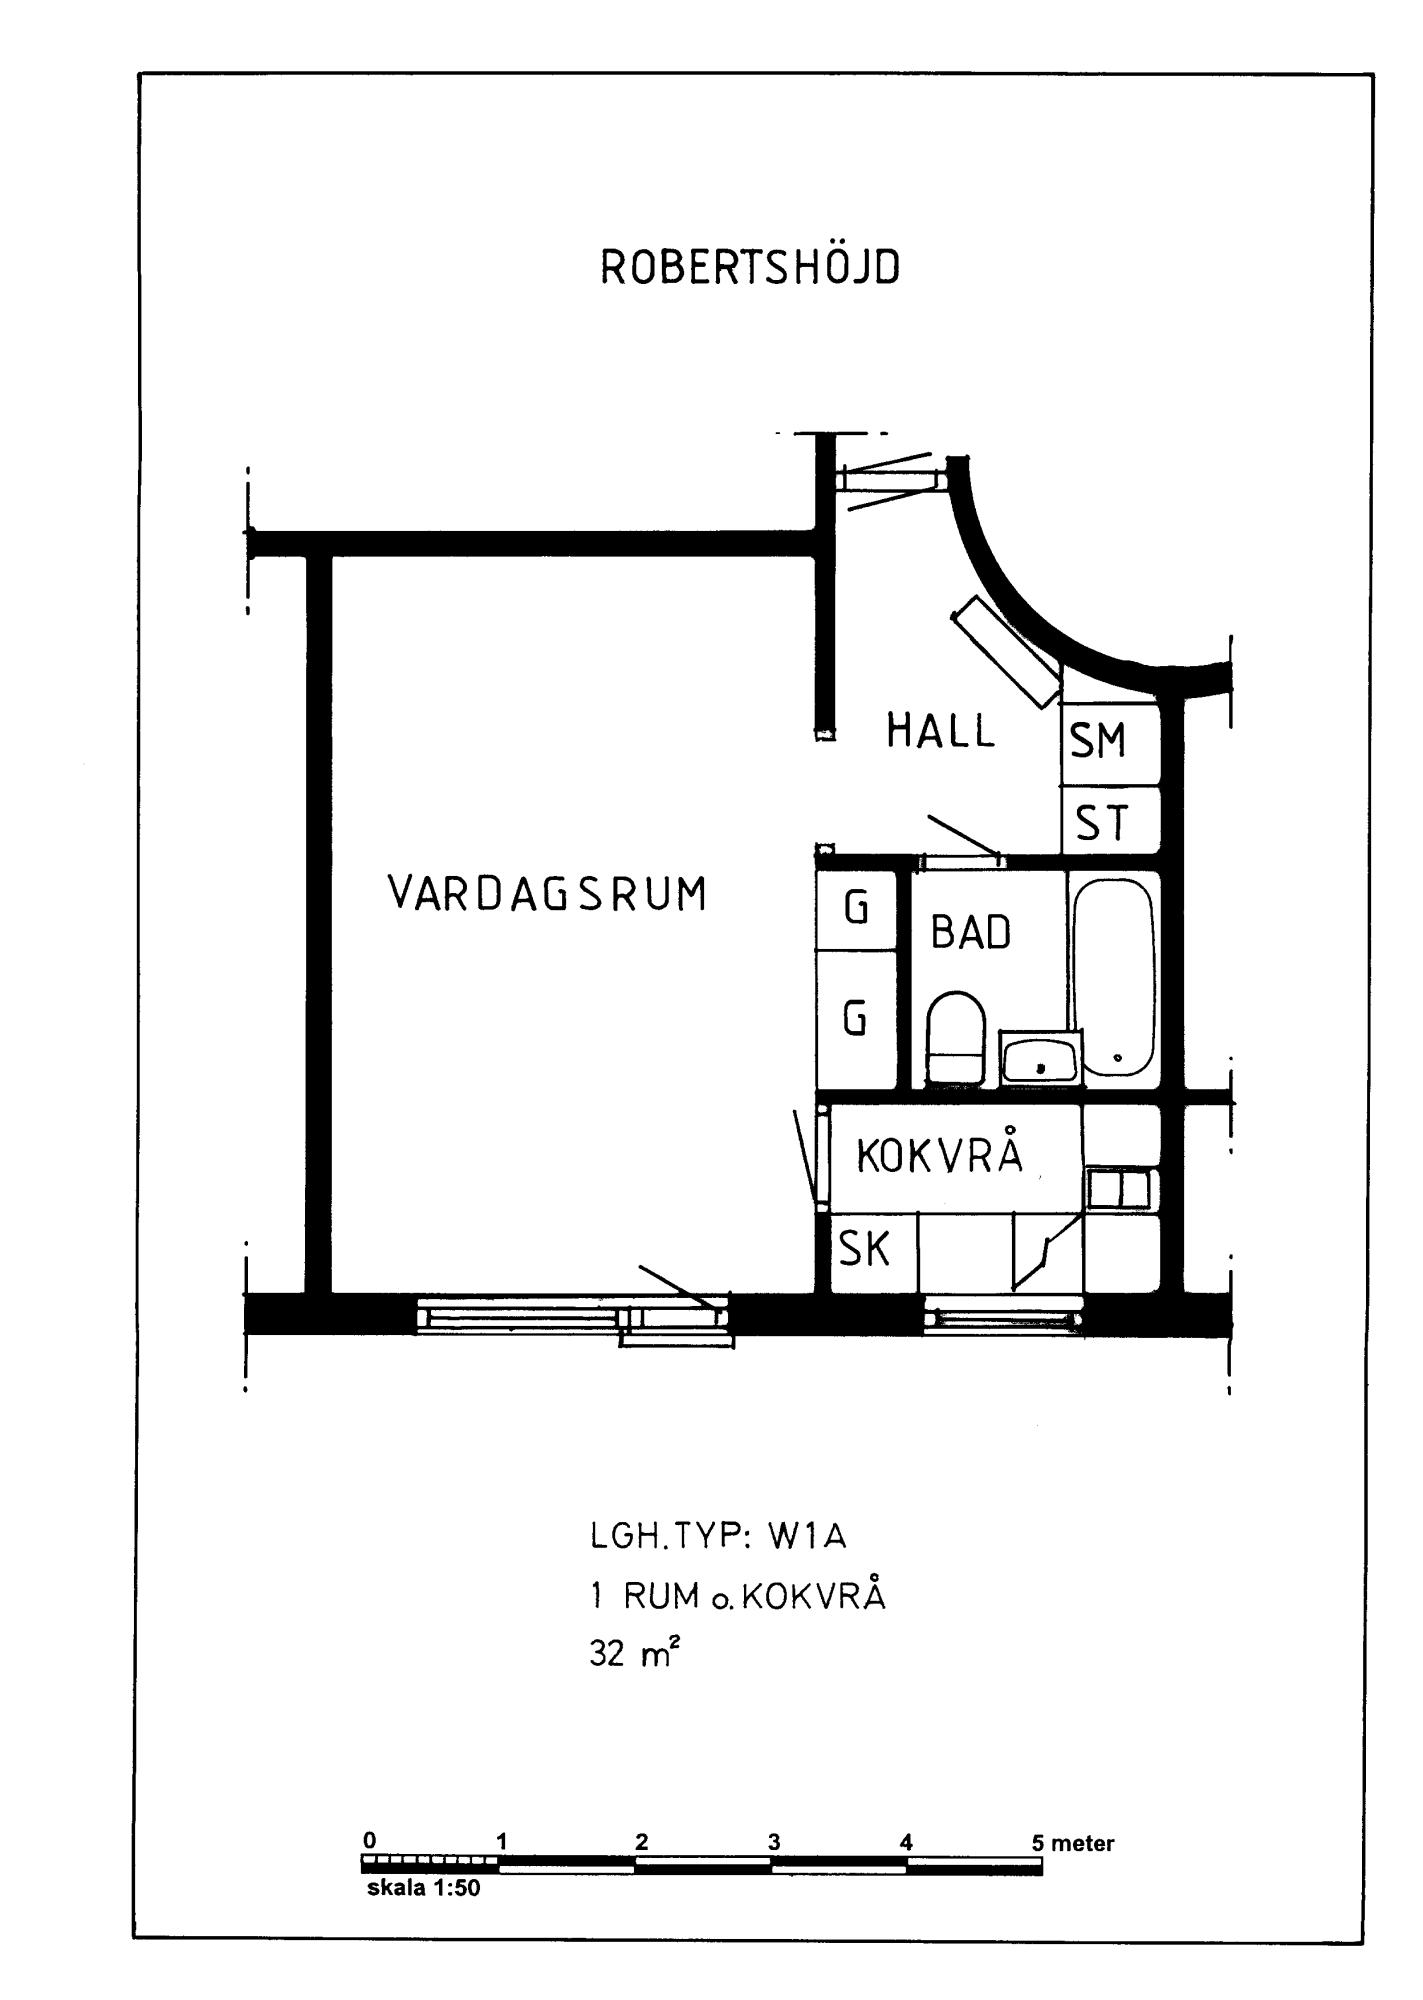 ROBERTSHÖJD
HALL
SM
ST
VARDAGSRUM
G
BAD
G
KOKVRÅ
SK
LGH.TYP: W1A
1 RUM o. KOKVRÅ
32 m²
0 1 2 3 4 5 meter
skala 1:50